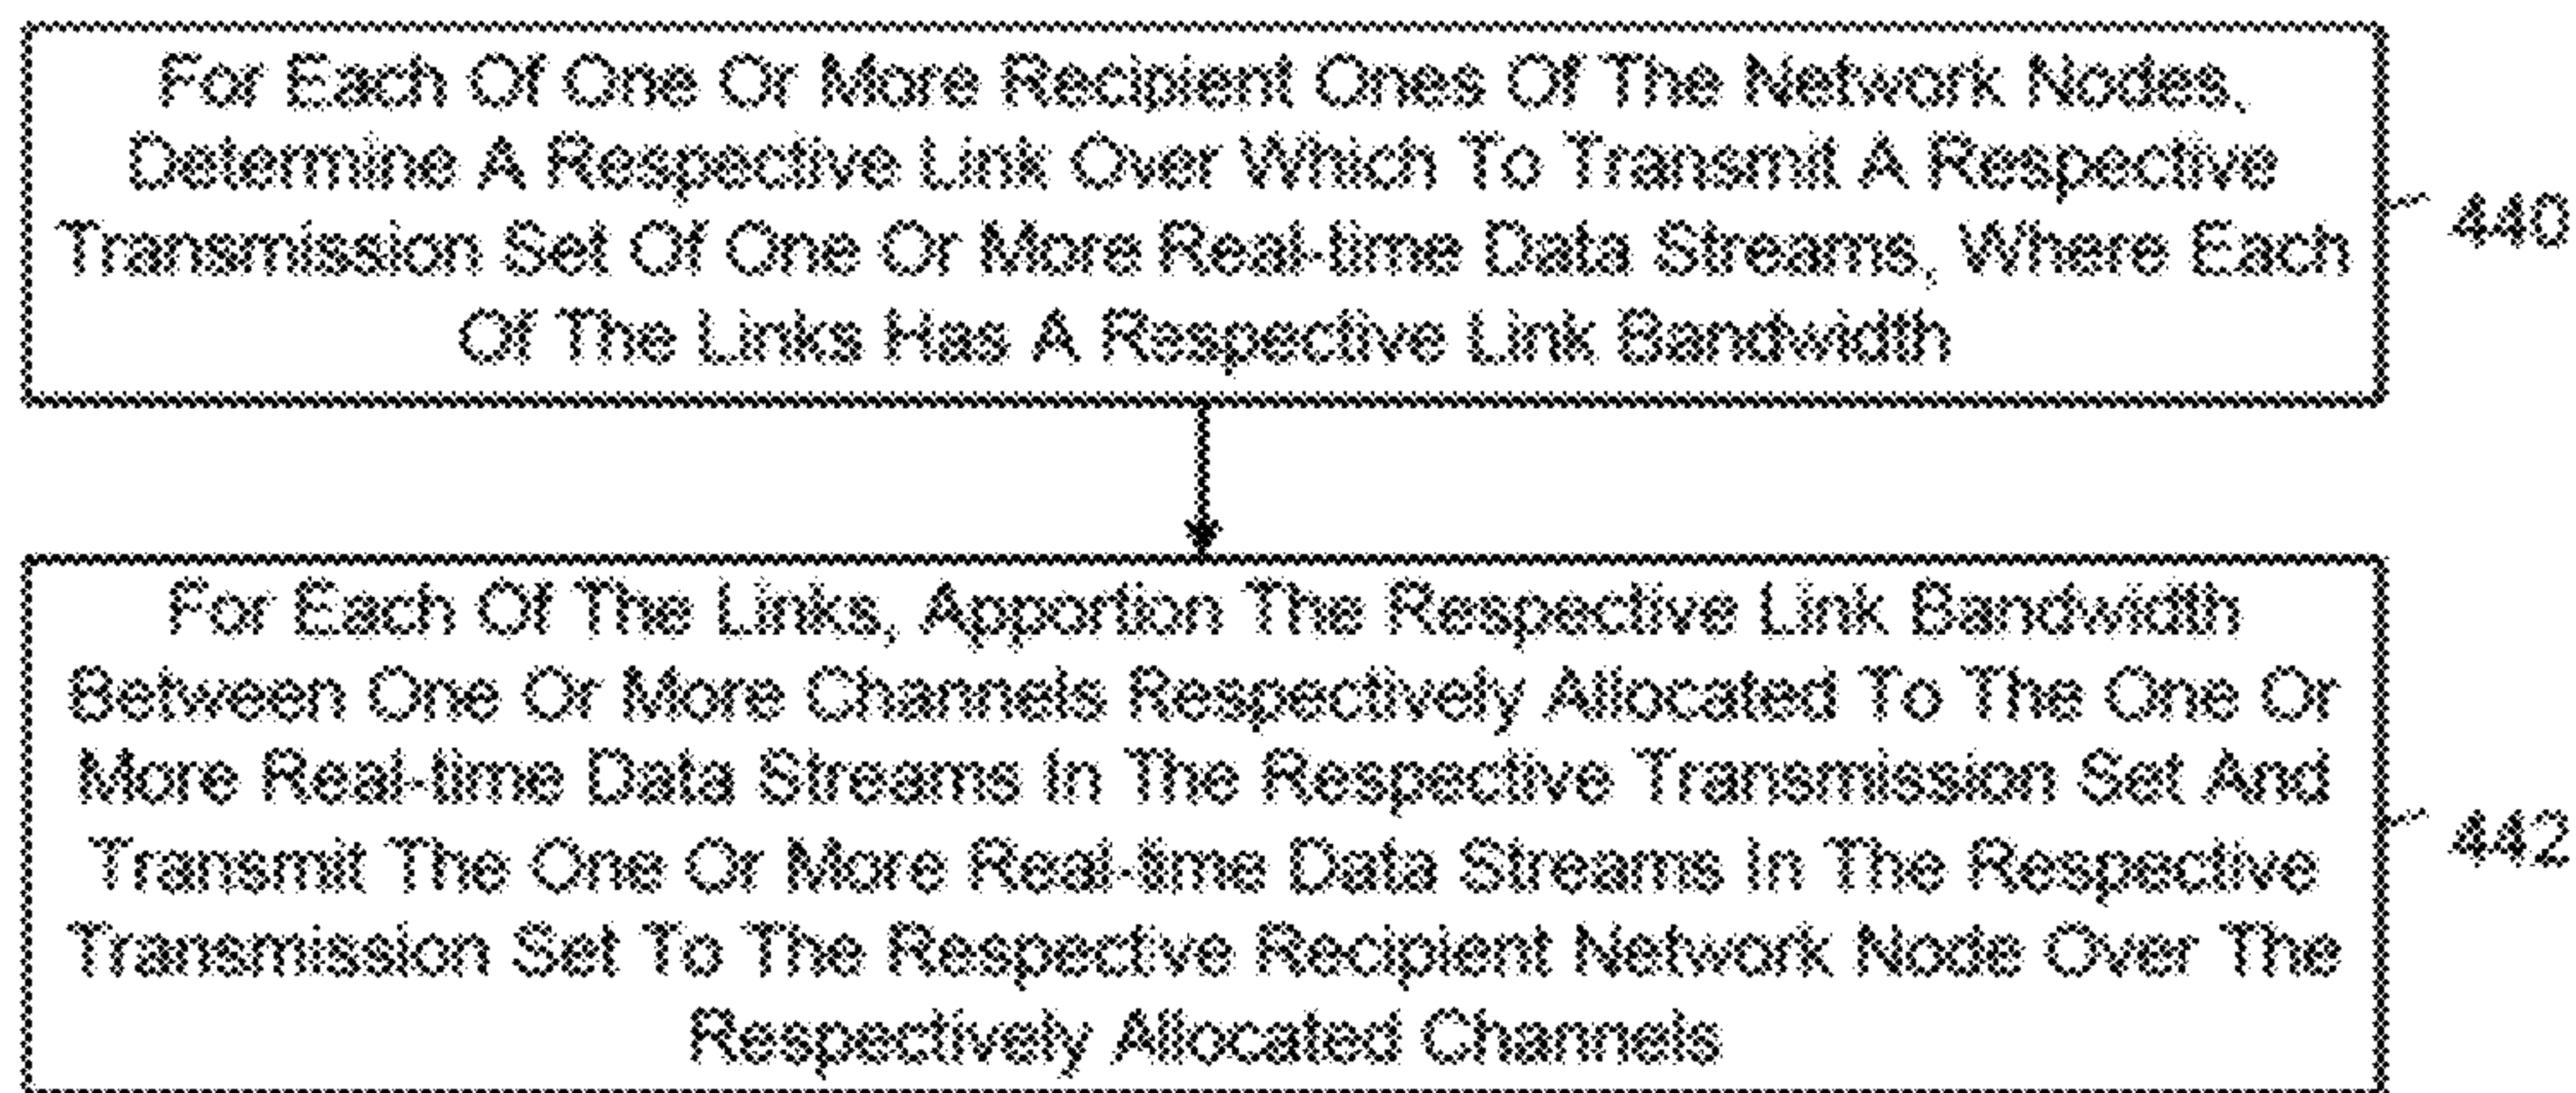 For Each Of One Or More Recipient Ones Of The Network Nodes,
Determine A Respective Link Over Which To Transmit A Respective
Transmission Set Of One Or More Real-time Data Streams, Where Each
Of The Links Has A Respective Link Bandwidth
440
For Each Of The Links, Apportion The Respective Link Bandwidth
Between One Or More Channels Respectively Allocated To The One Or
More Real-time Data Streams In The Respective Transmission Set And
Transmit The One Or More Real-time Data Streams In The Respective
Transmission Set To The Respective Recipient Network Node Over The
Respectively Allocated Channels
442